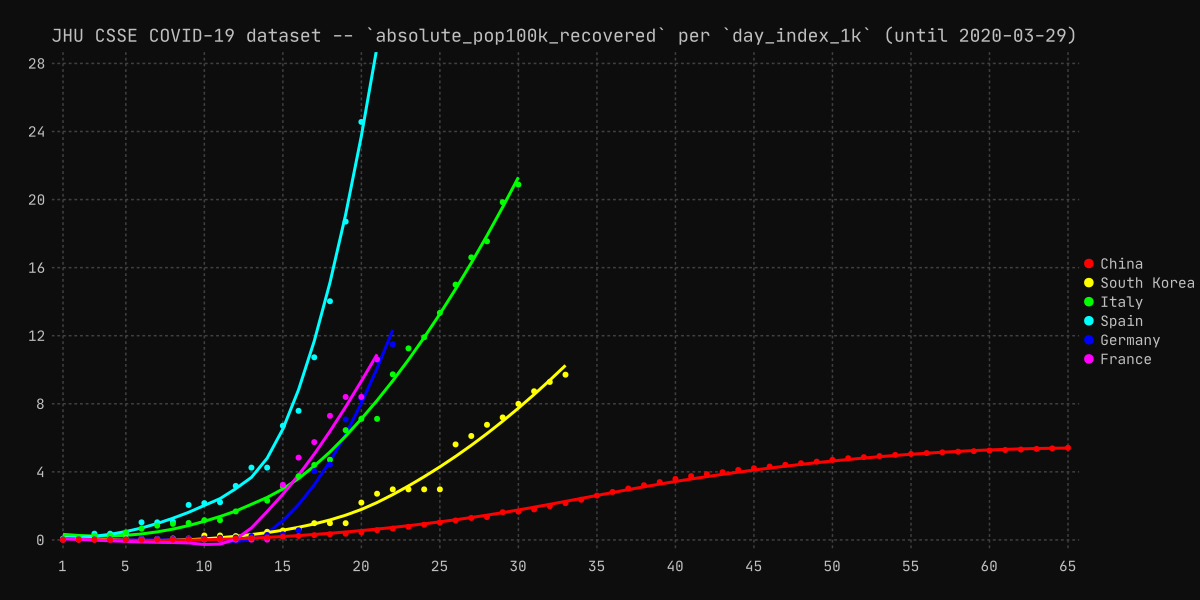 JHU CSSE COVID-19 dataset -- `absolute_pop100k_recovered` per `day_index_1k` (until 2020-03-29)
28
24
20
16
12
8
4
0
1 5 10 15 20 25 30 35 40 45 50 55 60 65
China
South Korea
Italy
Spain
Germany
France